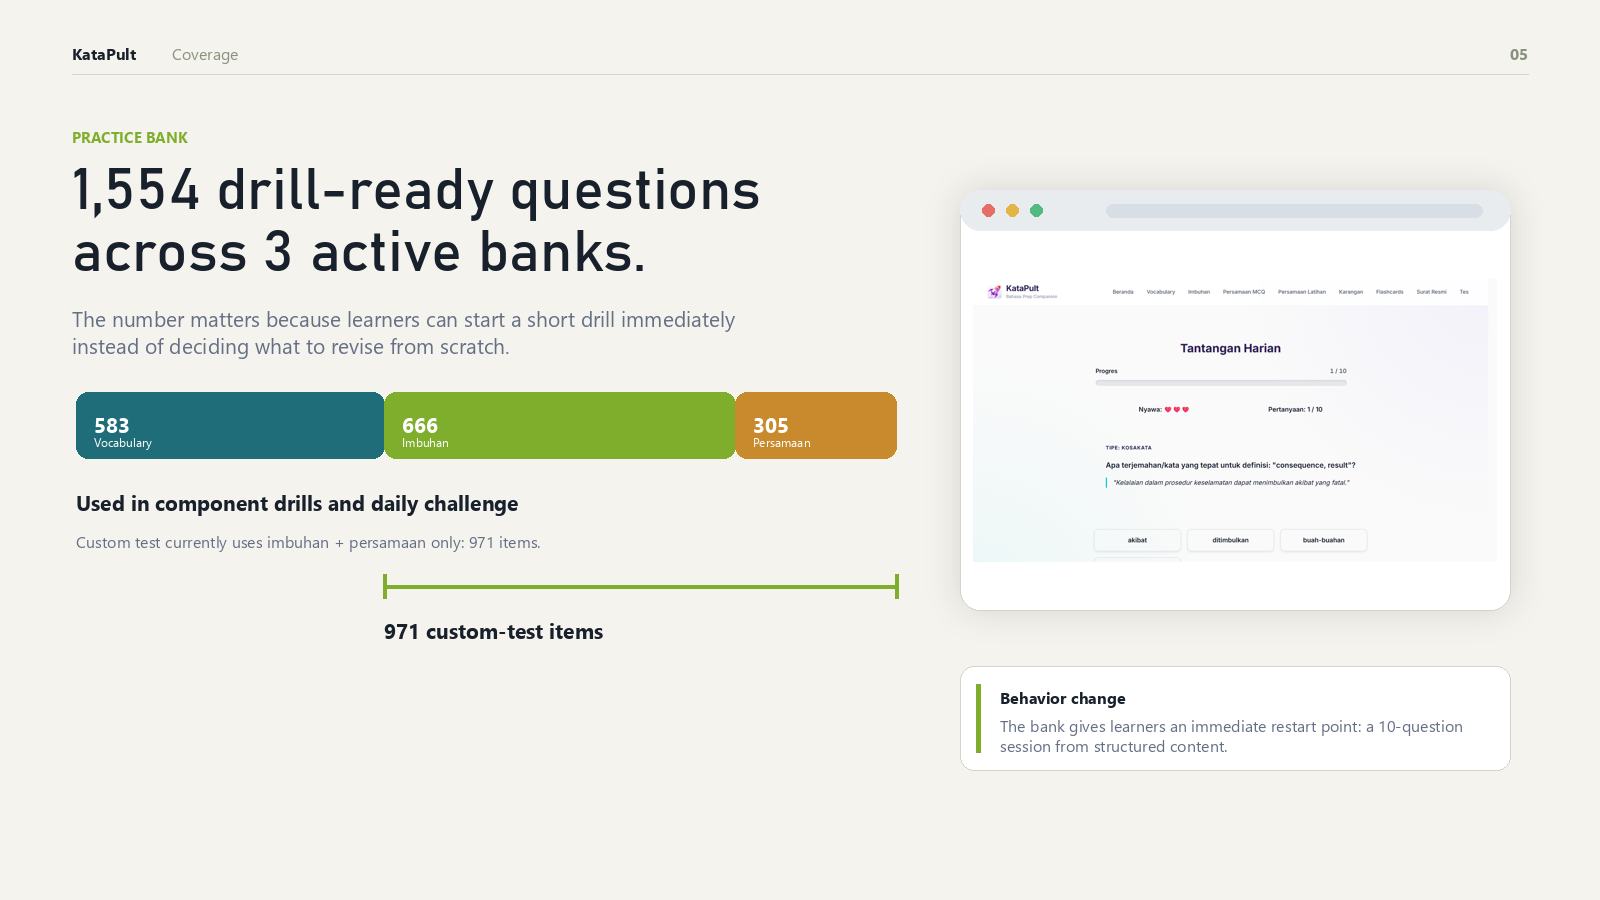 KataPult Coverage 05
PRACTICE BANK
1,554 drill-ready questions
across 3 active banks.
The number matters because learners can start a short drill immediately
instead of deciding what to revise from scratch.
583
Vocabulary
666
Imbuhan
305
Persamaan
Used in component drills and daily challenge
Custom test currently uses imbuhan + persamaan only: 971 items.
971 custom-test items
KataPult
Bahasa Prep Companion
Beranda Vocabulary Imbuhan Persamaan MCQ Persamaan Latihan Karangan Flashcards Surat Resmi Tes
Tantangan Harian
Progres 1 / 10
Nyawa: Pertanyaan: 1 / 10
TIPE: KOSAKATA
Apa terjemahan/kata yang tepat untuk definisi: "consequence, result"?
"Kelalaian dalam prosedur keselamatan dapat menimbulkan akibat yang fatal."
akibat ditimbulkan buah-buahan
Behavior change
The bank gives learners an immediate restart point: a 10-question
session from structured content.